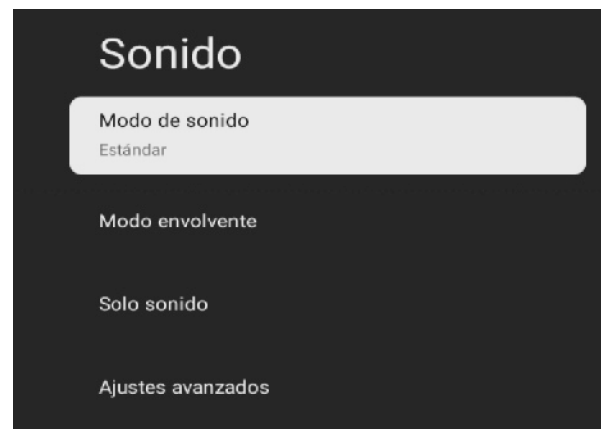 Sonido
Modo de sonido
Estándar
Modo envolvente
Solo sonido
Ajustes avanzados